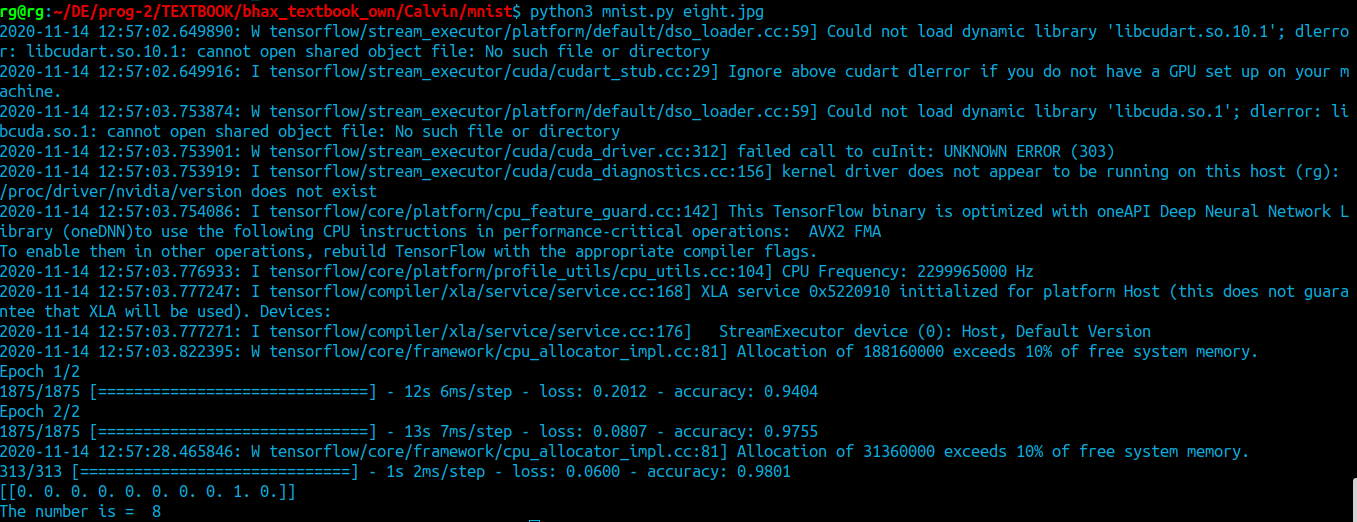 rg@rg:~/DE/prog-2/TEXTBOOK/bhax_textbook_own/Calvin/mnist$ python3 mnist.py eight.jpg
2020-11-14 12:57:02.649890: W tensorflow/stream_executor/platform/default/dso_loader.cc:59] Could not load dynamic library 'libcudart.so.10.1'; dlerro
r: libcudart.so.10.1: cannot open shared object file: No such file or directory
2020-11-14 12:57:02.649916: I tensorflow/stream_executor/cuda/cudart_stub.cc:29] Ignore above cudart dlerror if you do not have a GPU set up on your m
achine.
2020-11-14 12:57:03.753874: W tensorflow/stream_executor/platform/default/dso_loader.cc:59] Could not load dynamic library 'libcuda.so.1'; dlerror: li
bcuda.so.1: cannot open shared object file: No such file or directory
2020-11-14 12:57:03.753901: W tensorflow/stream_executor/cuda/cuda_driver.cc:312] failed call to cuInit: UNKNOWN ERROR (303)
2020-11-14 12:57:03.753919: I tensorflow/stream_executor/cuda/cuda_diagnostics.cc:156] kernel driver does not appear to be running on this host (rg):
/proc/driver/nvidia/version does not exist
2020-11-14 12:57:03.754086: I tensorflow/core/platform/cpu_feature_guard.cc:142] This TensorFlow binary is optimized with oneAPI Deep Neural Network L
ibrary (oneDNN)to use the following CPU instructions in performance-critical operations:  AVX2 FMA
To enable them in other operations, rebuild TensorFlow with the appropriate compiler flags.
2020-11-14 12:57:03.776933: I tensorflow/core/platform/profile_utils/cpu_utils.cc:104] CPU Frequency: 2299965000 Hz
2020-11-14 12:57:03.777247: I tensorflow/compiler/xla/service/service.cc:168] XLA service 0x5220910 initialized for platform Host (this does not guara
ntee that XLA will be used). Devices:
2020-11-14 12:57:03.777271: I tensorflow/compiler/xla/service/service.cc:176]   StreamExecutor device (0): Host, Default Version
2020-11-14 12:57:03.822395: W tensorflow/core/framework/cpu_allocator_impl.cc:81] Allocation of 188160000 exceeds 10% of free system memory.
Epoch 1/2
1875/1875 [==============================] - 12s 6ms/step - loss: 0.2012 - accuracy: 0.9404
Epoch 2/2
1875/1875 [==============================] - 13s 7ms/step - loss: 0.0807 - accuracy: 0.9755
2020-11-14 12:57:28.465846: W tensorflow/core/framework/cpu_allocator_impl.cc:81] Allocation of 31360000 exceeds 10% of free system memory.
313/313 [==============================] - 1s 2ms/step - loss: 0.0600 - accuracy: 0.9801
[[0. 0. 0. 0. 0. 0. 0. 0. 1. 0.]]
The number is =  8